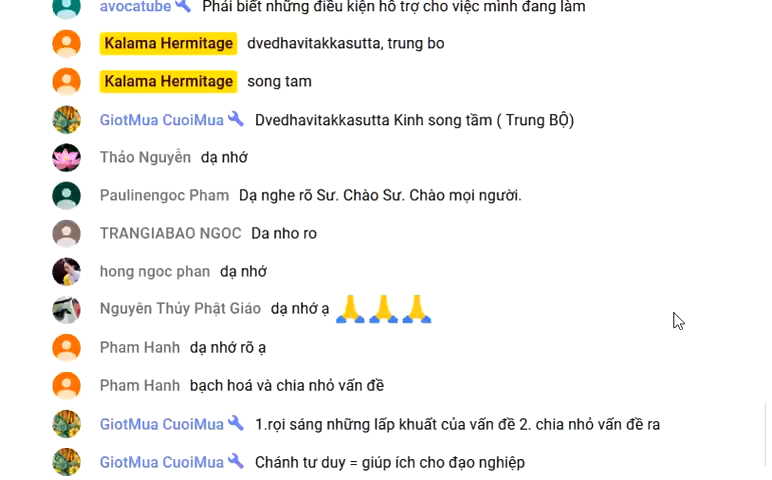 avocatube Phải biết những điều kiện hỗ trợ cho việc mình đang làm
Kalama Hermitage dvedhavitakkasutta, trung bo
Kalama Hermitage song tam
GiotMua CuoiMua Dvedhavitakkasutta Kinh song tầm ( Trung BỘ)
Thảo Nguyễn dạ nhớ
Paulinengoc Pham Dạ nghe rõ Sư. Chào Sư. Chào mọi người.
TRANGIABAO NGOC Da nho ro
hong ngoc phan dạ nhớ
Nguyên Thủy Phật Giáo dạ nhớ ạ 🙏🙏🙏
Pham Hanh dạ nhớ rõ ạ
Pham Hanh bạch hoá và chia nhỏ vấn đề
GiotMua CuoiMua 1.rọi sáng những lấp khuất của vấn đề 2. chia nhỏ vấn đề ra
GiotMua CuoiMua Chánh tư duy = giúp ích cho đạo nghiệp